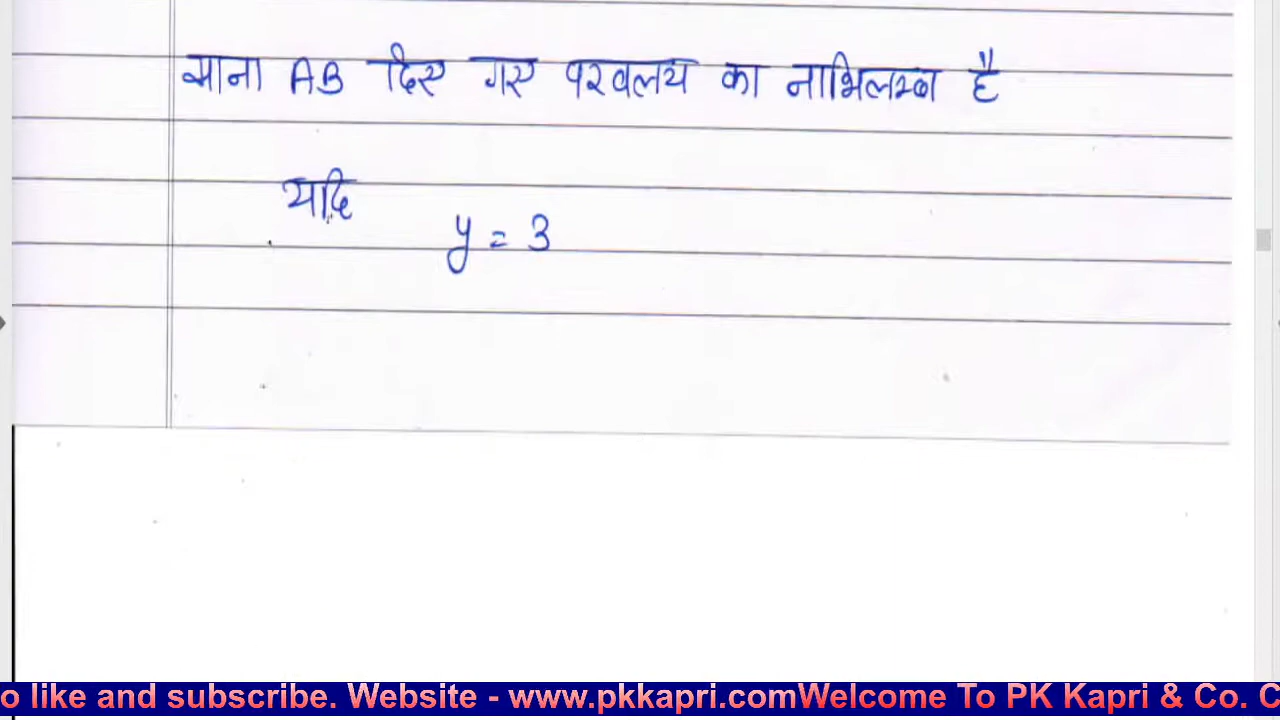 माना AB दिए गए परवलय का नाभिलम्ब है
यदि
y = 3
o like and subscribe. Website - www.pkkapri.comWelcome To PK Kapri & Co. C